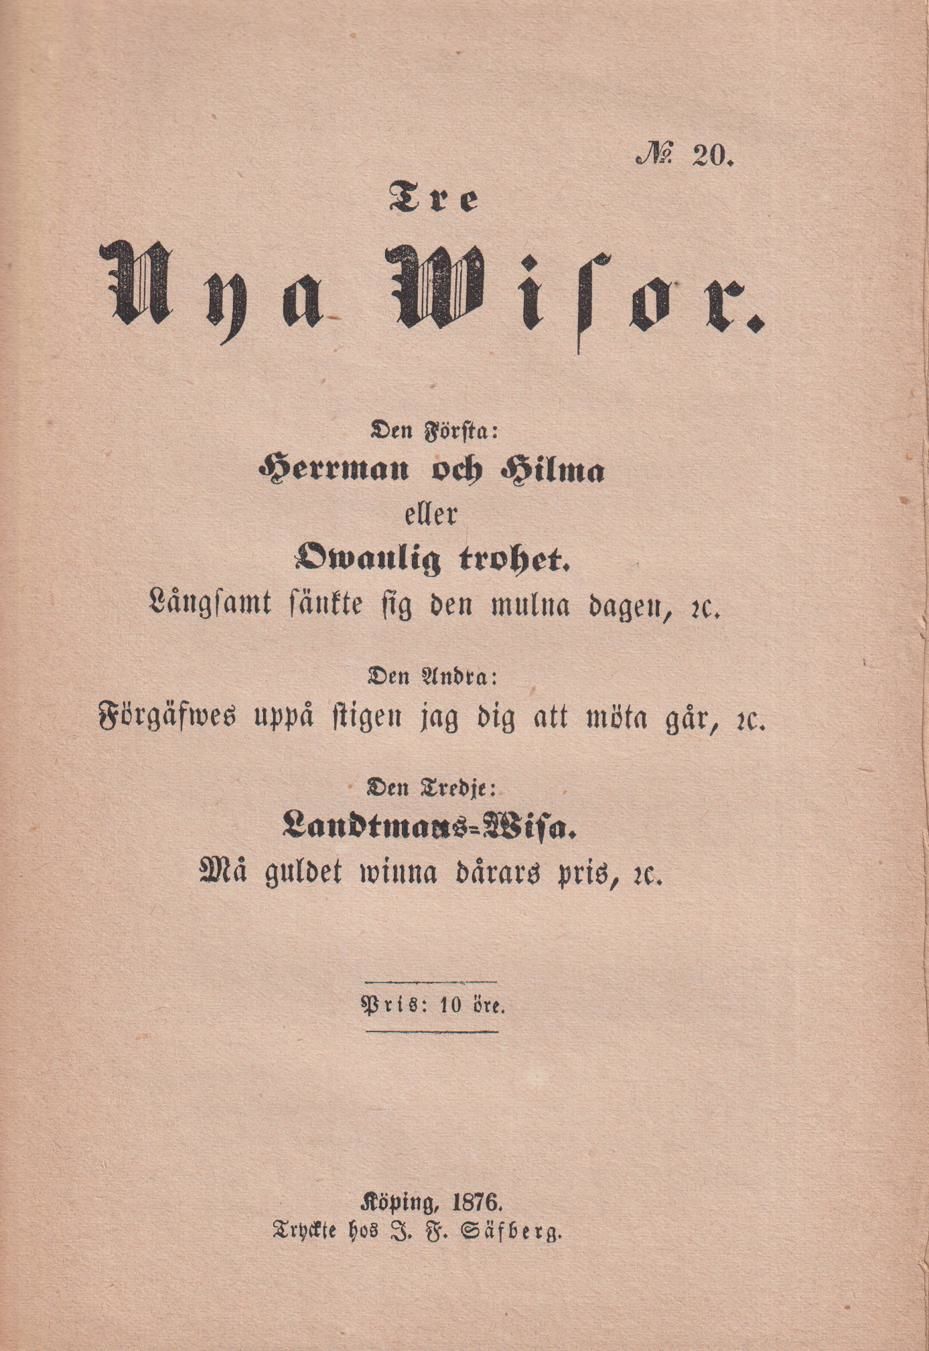 № 20.
Tre
Nya Wisor.
Den Första:
Herrman och Hilma
eller
Owanlig trohet.
Långsamt sänkte sig den mulna dagen, ꝛc.
Den Andra:
Förgäfwes uppå stigen jag dig att möta går, ꝛc.
Den Tredje:
Landtmans-Wisa.
Må guldet winna dårars pris, ꝛc.
Pris: 10 öre.
Köping, 1876.
Tryckte hos J. F. Säfberg.